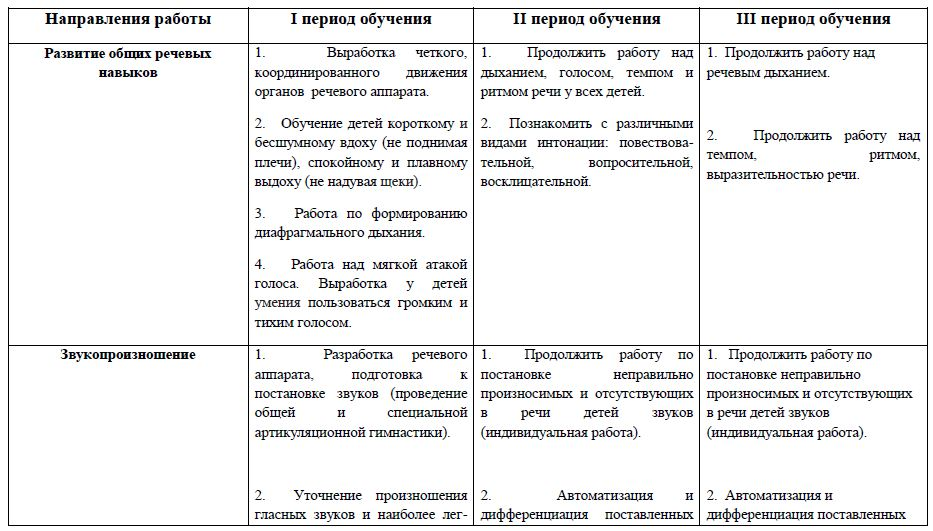 Направления работы
I период обучения
II период обучения
III период обучения
Развитие общих речевых
навыков
1. Выработка четкого,
координированного движения
органов речевого аппарата.
2. Обучение детей короткому и
бесшумному вдоху (не поднимая
плечи), спокойному и плавному
выдоху (не надувая щеки).
3. Работа по формированию
диафрагмального дыхания.
4. Работа над мягкой атакой
голоса. Выработка у детей
умения пользоваться громким и
тихим голосом.
1. Продолжить работу над
дыханием, голосом, темпом и
ритмом речи у всех детей.
2. Познакомить с различными
видами интонации: повествова-
тельной, вопросительной,
восклицательной.
1. Продолжить работу над
речевым дыханием.
2. Продолжить работу над
темпом, ритмом,
выразительностью речи.
Звукопроизношение
1. Разработка речевого
аппарата, подготовка к
постановке звуков (проведение
общей и специальной
артикуляционной гимнастики).
2. Уточнение произношения
гласных звуков и наиболее лег-
1. Продолжить работу по
постановке неправильно
произносимых и отсутствующих
в речи детей звуков
(индивидуальная работа).
2. Автоматизация и
дифференциация поставленных
1. Продолжить работу по
постановке неправильно
произносимых и отсутствующих
в речи детей звуков
(индивидуальная работа).
2. Автоматизация и
дифференциация поставленных